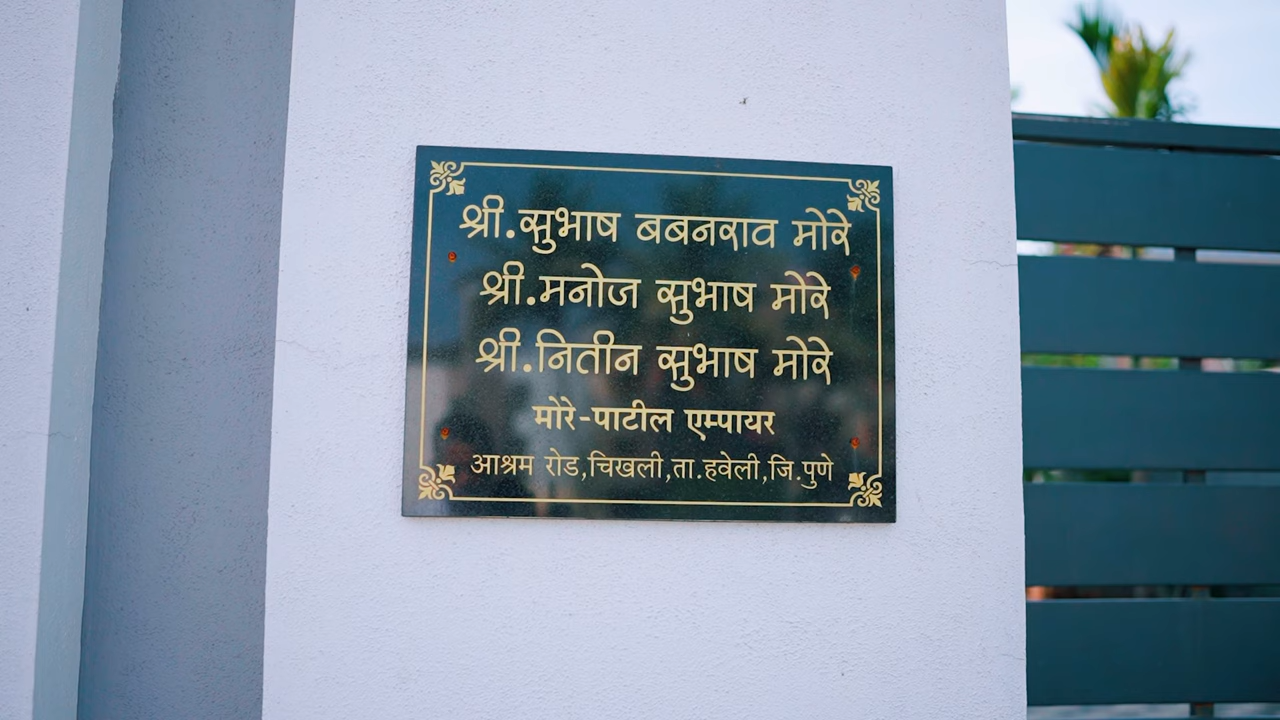 श्री.सुभाष बबनराव मोरे
श्री.मनोज सुभाष मोरे
श्री.नितीन सुभाष मोरे
मोरे-पाटील एम्पायर
आश्रम रोड,चिखली,ता.हवेली,जि.पुणे